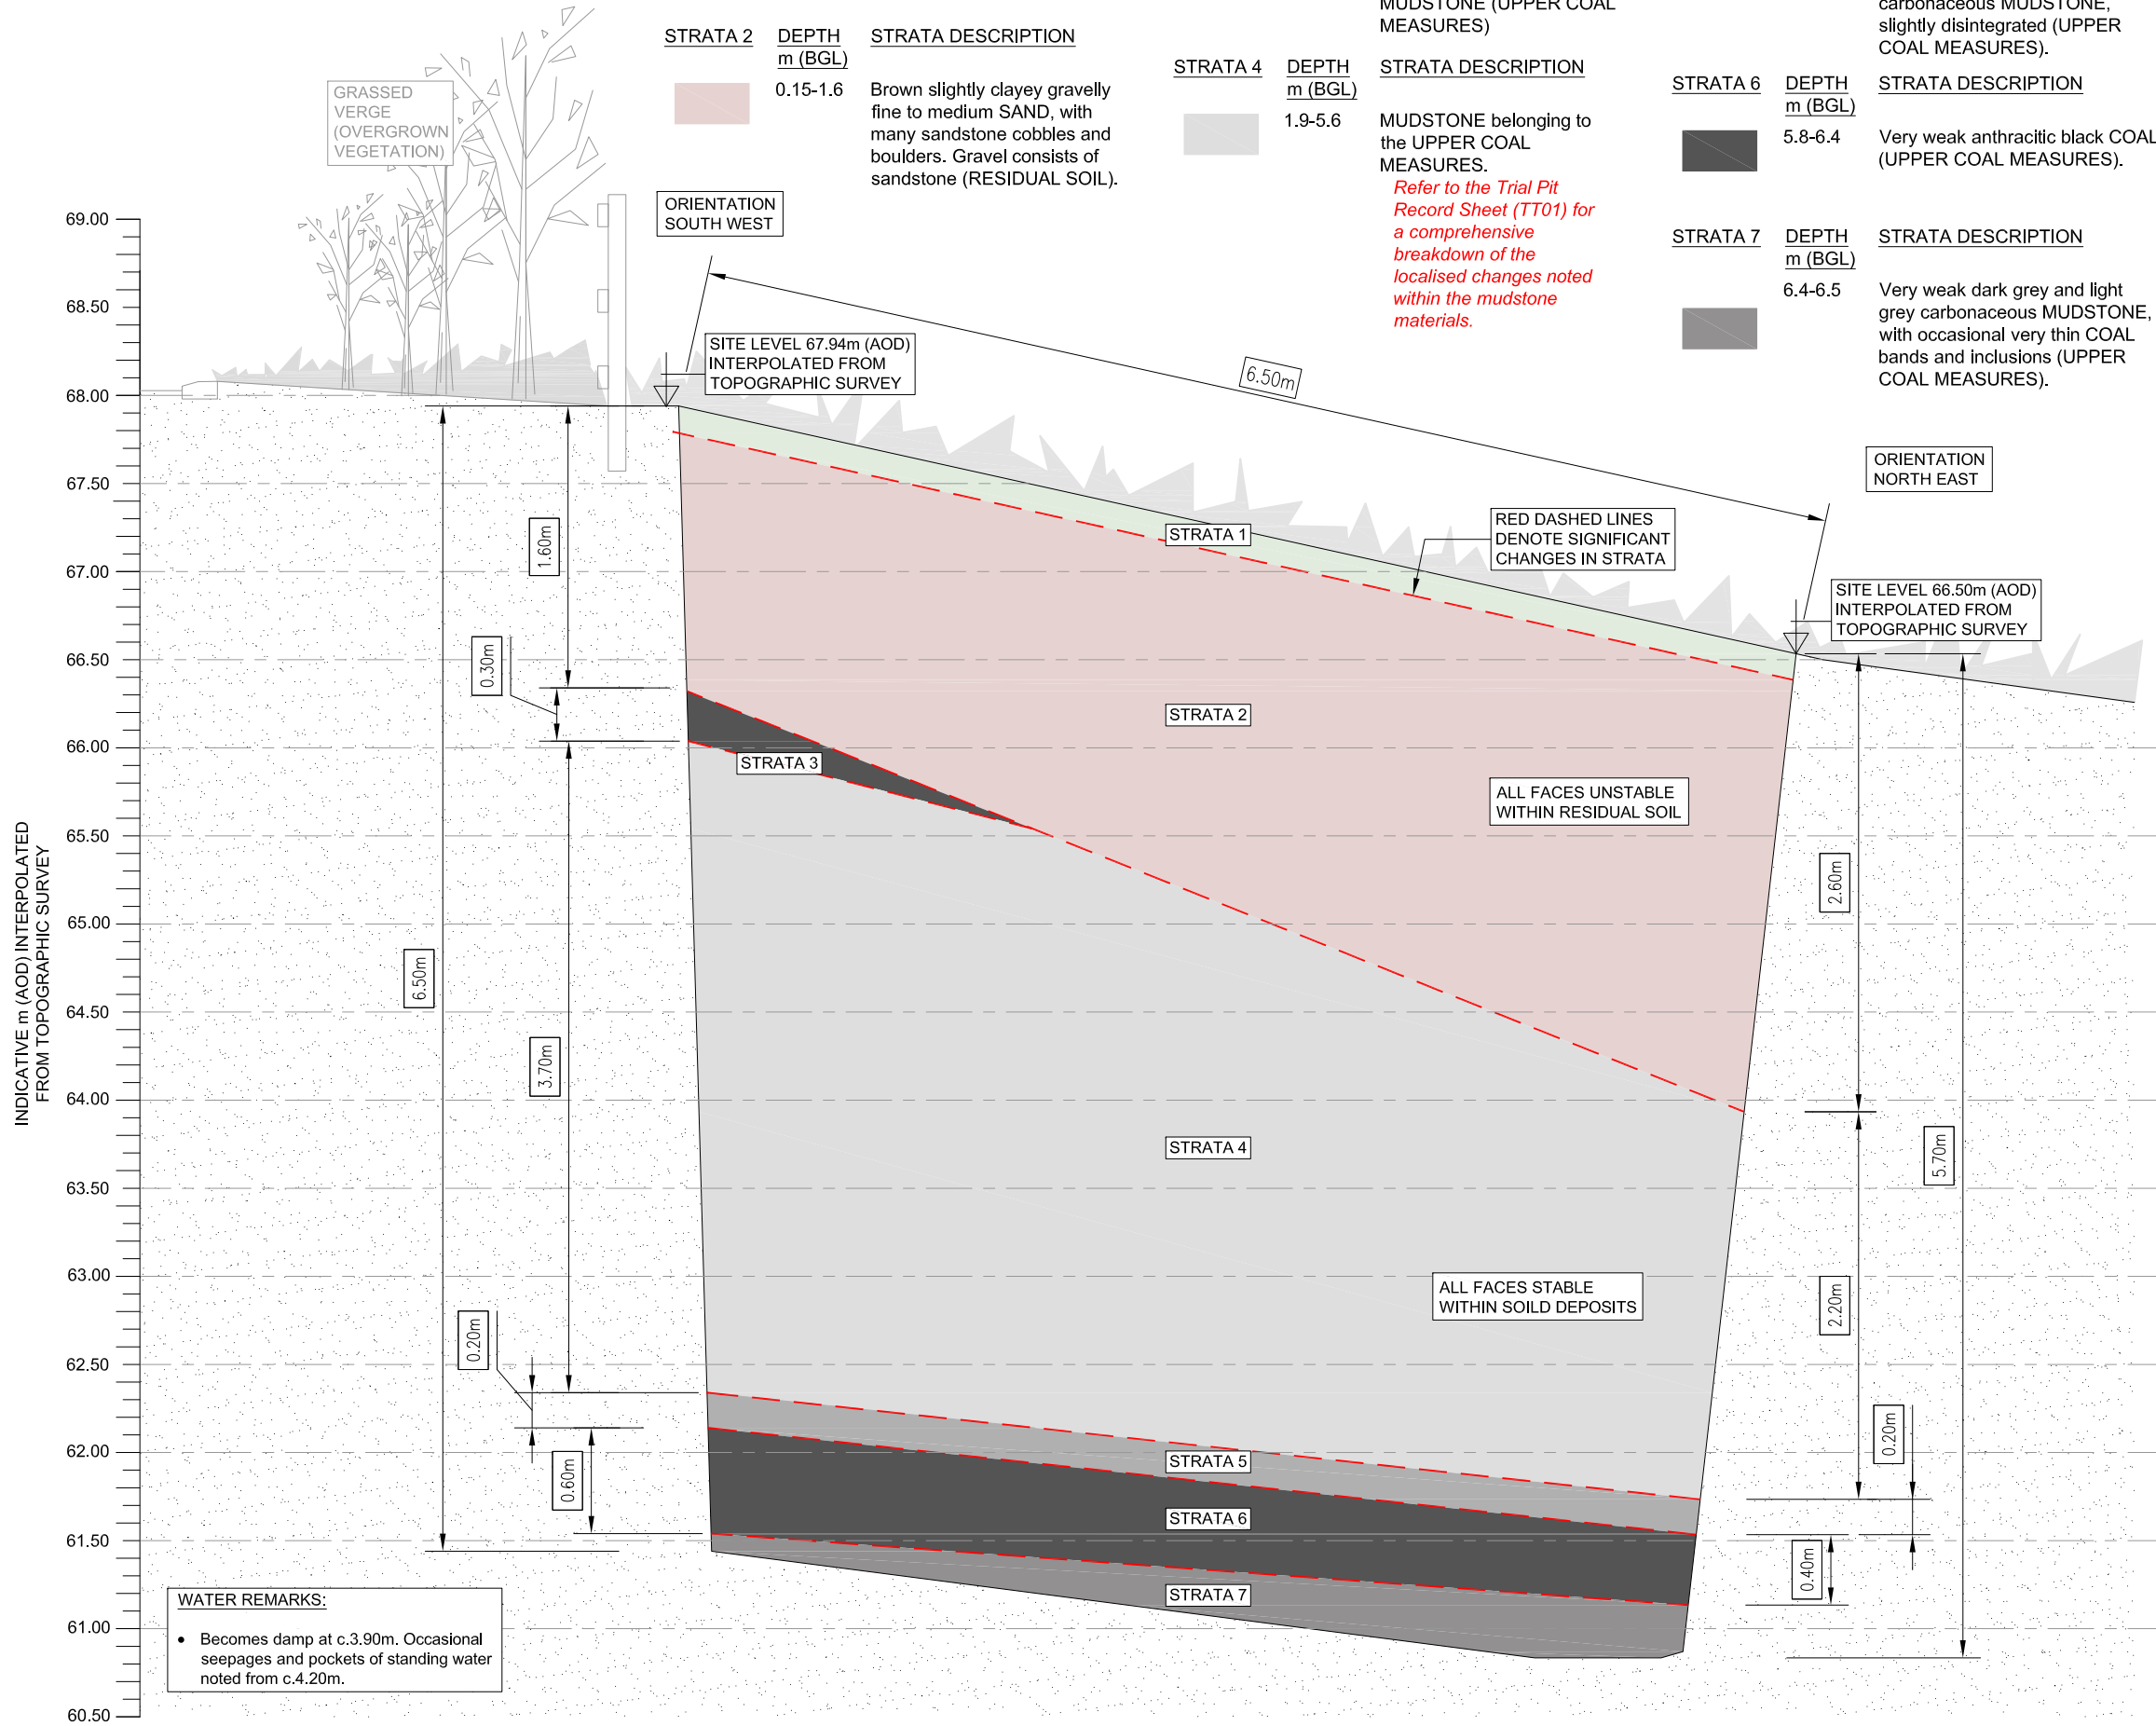 MUDSTONE (UPPER COAL
MEASURES)
carbonaceous MUDSTONE,
slightly disintegrated (UPPER
COAL MEASURES).
STRATA 2 DEPTH m (BGL) STRATA DESCRIPTION
0.15-1.6 Brown slightly clayey gravelly
fine to medium SAND, with
many sandstone cobbles and
boulders. Gravel consists of
sandstone (RESIDUAL SOIL).
STRATA 4 DEPTH m (BGL) STRATA DESCRIPTION
1.9-5.6 MUDSTONE belonging to
the UPPER COAL
MEASURES.
Refer to the Trial Pit
Record Sheet (TT01) for
a comprehensive
breakdown of the
localised changes noted
within the mudstone
materials.
STRATA 6 DEPTH m (BGL) STRATA DESCRIPTION
5.8-6.4 Very weak anthracitic black COAL
(UPPER COAL MEASURES).
STRATA 7 DEPTH m (BGL) STRATA DESCRIPTION
6.4-6.5 Very weak dark grey and light
grey carbonaceous MUDSTONE,
with occasional very thin COAL
bands and inclusions (UPPER
COAL MEASURES).
GRASSED
VERGE
(OVERGROWN
VEGETATION)
ORIENTATION
SOUTH WEST
SITE LEVEL 67.94m (AOD)
INTERPOLATED FROM
TOPOGRAPHIC SURVEY
6.50m
ORIENTATION
NORTH EAST
RED DASHED LINES
DENOTE SIGNIFICANT
CHANGES IN STRATA
SITE LEVEL 66.50m (AOD)
INTERPOLATED FROM
TOPOGRAPHIC SURVEY
INDICATIVE m (AOD) INTERPOLATED
FROM TOPOGRAPHIC SURVEY
69.00
68.50
68.00
67.50
67.00
66.50
66.00
65.50
65.00
64.50
64.00
63.50
63.00
62.50
62.00
61.50
61.00
60.50
1.60m
0.30m
6.50m
3.70m
0.20m
0.60m
STRATA 1
STRATA 2
STRATA 3
ALL FACES UNSTABLE
WITHIN RESIDUAL SOIL
STRATA 4
ALL FACES STABLE
WITHIN SOILD DEPOSITS
STRATA 5
STRATA 6
STRATA 7
2.60m
5.70m
2.20m
0.20m
0.40m
WATER REMARKS:
• Becomes damp at c.3.90m. Occasional
seepages and pockets of standing water
noted from c.4.20m.